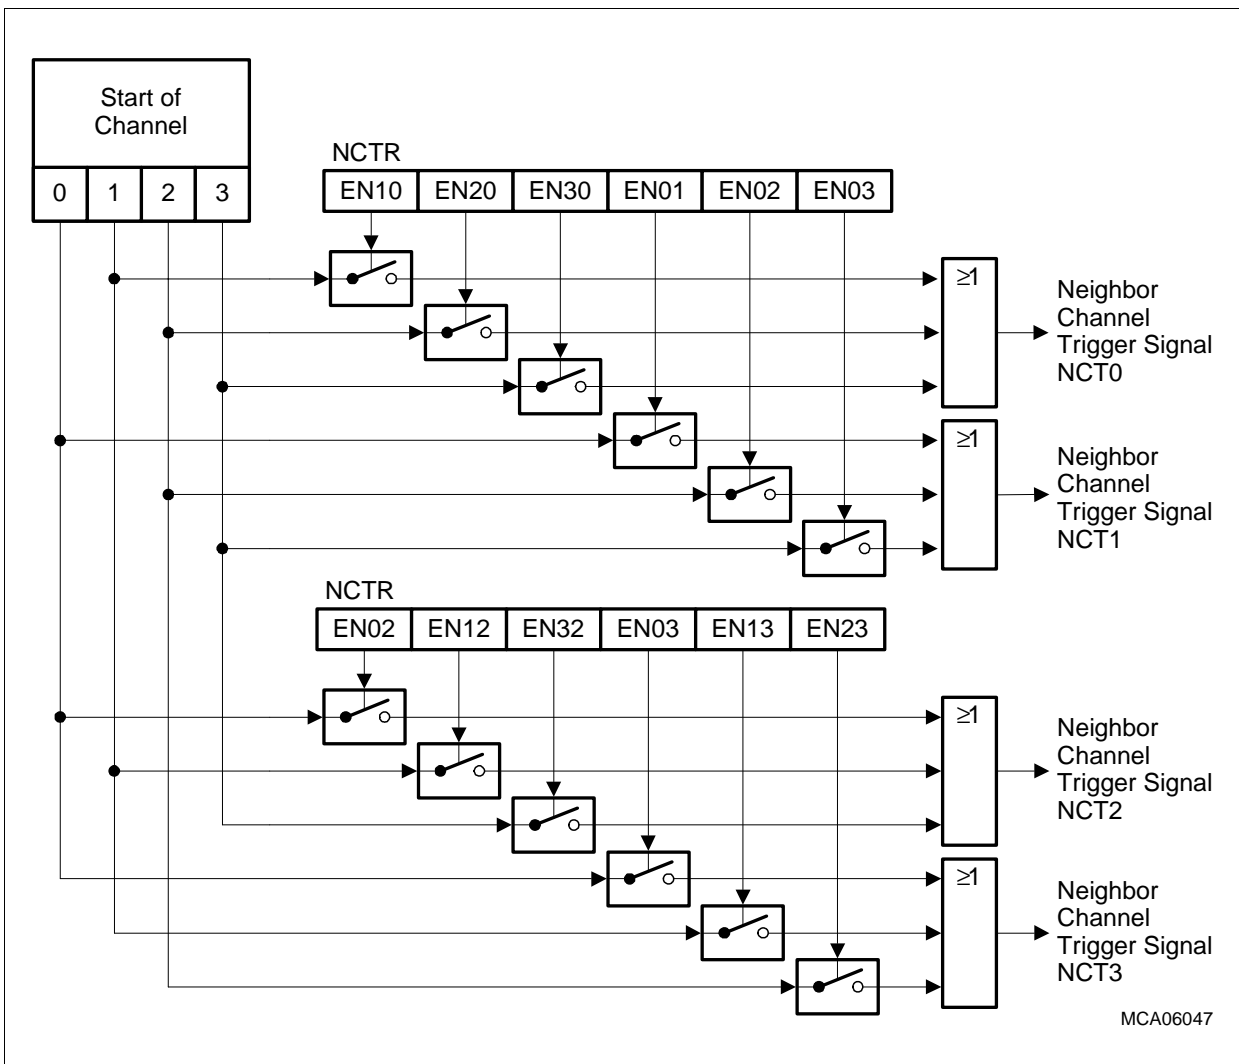 Start of
Channel
0 1 2 3
NCTR
EN10 EN20 EN30 EN01 EN02 EN03
≥1
Neighbor
Channel
Trigger Signal
NCT0
≥1
Neighbor
Channel
Trigger Signal
NCT1
NCTR
EN02 EN12 EN32 EN03 EN13 EN23
≥1
Neighbor
Channel
Trigger Signal
NCT2
≥1
Neighbor
Channel
Trigger Signal
NCT3
MCA06047